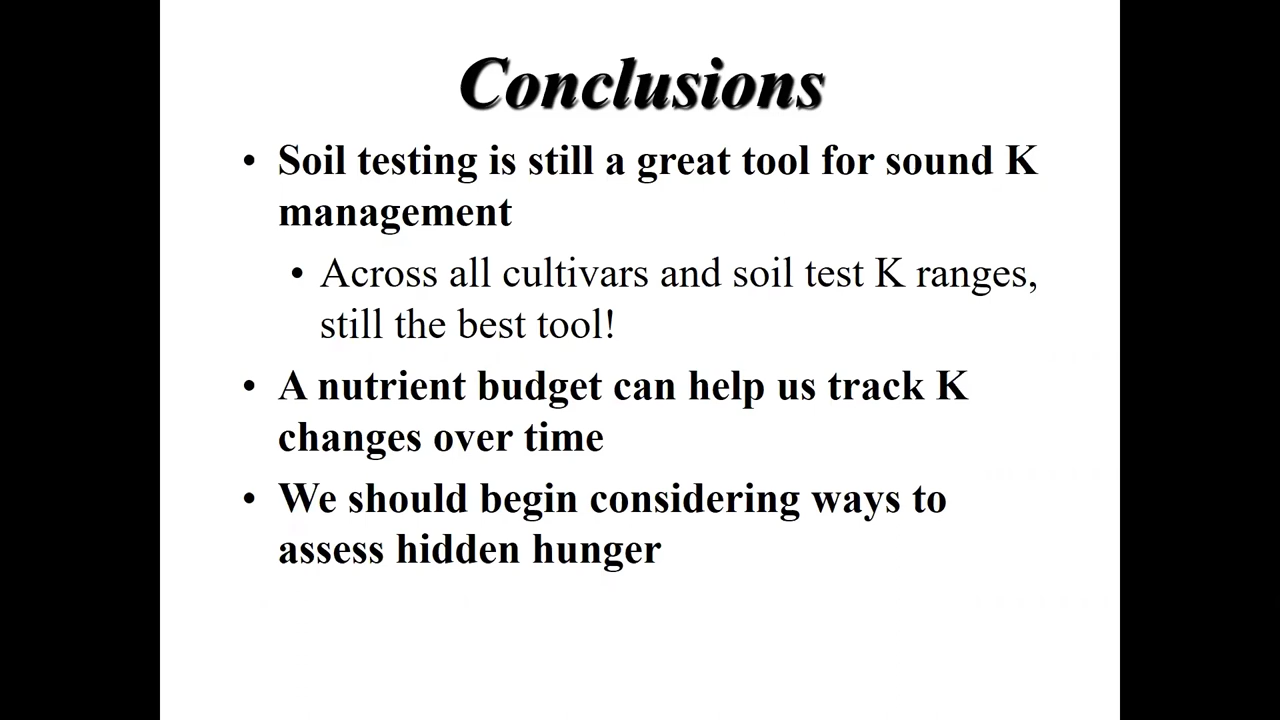 Conclusions
• Soil testing is still a great tool for sound K
management
• Across all cultivars and soil test K ranges,
still the best tool!
• A nutrient budget can help us track K
changes over time
• We should begin considering ways to
assess hidden hunger